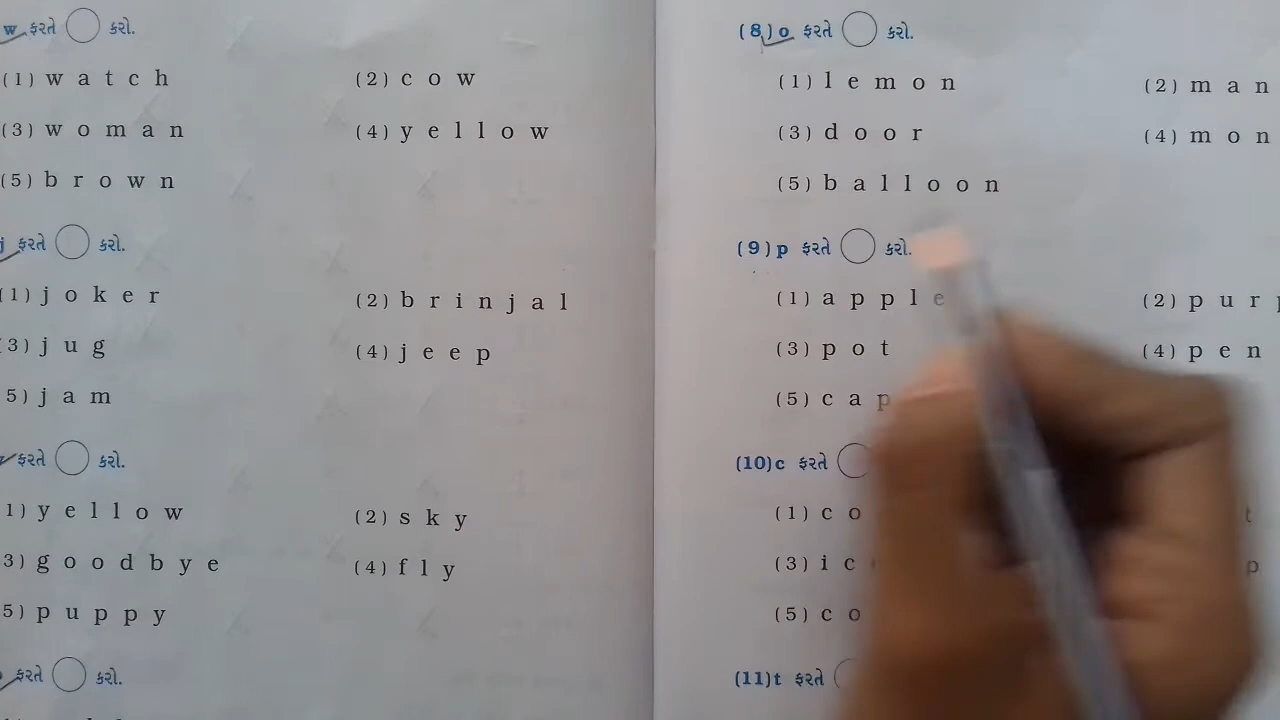 w ફરતે કરો.
(1) w a t c h (2) c o w
(3) w o m a n (4) y e l l o w
(5) b r o w n
j ફરતે કરો.
(1) j o k e r (2) b r i n j a l
3) j u g (4) j e e p
5) j a m
ફરતે કરો.
1) y e l l o w (2) s k y
3) g o o d b y e (4) f l y
5) p u p p y
ફરતે કરો.
(8) o ફરતે કરો.
(1) l e m o n (2) m a n
(3) d o o r (4) m o n
(5) b a l l o o n
(9) p ફરતે કરો.
(1) a p p l e (2)
(3) p o t (4) p e n
(5) c a p
(10) c ફરતે
(1)
(3)
(5)
(11) t ફરતે